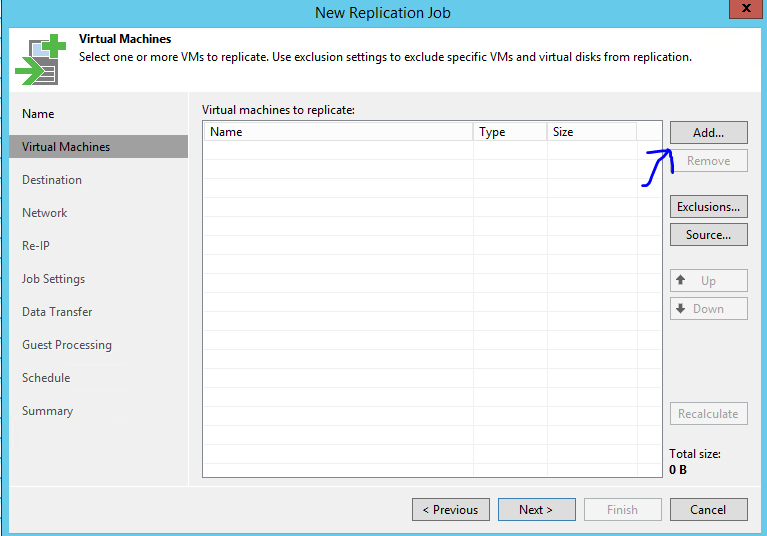 New Replication Job
x
Virtual Machines
Select one or more VMs to replicate. Use exclusion settings to exclude specific VMs and virtual disks from replication.
Name
Virtual Machines
Destination
Network
Re-IP
Job Settings
Data Transfer
Guest Processing
Schedule
Summary
Virtual machines to replicate:
Name Type Size
Add...
Remove
Exclusions...
Source...
Up
Down
Recalculate
Total size:
0 B
< Previous Next > Finish Cancel